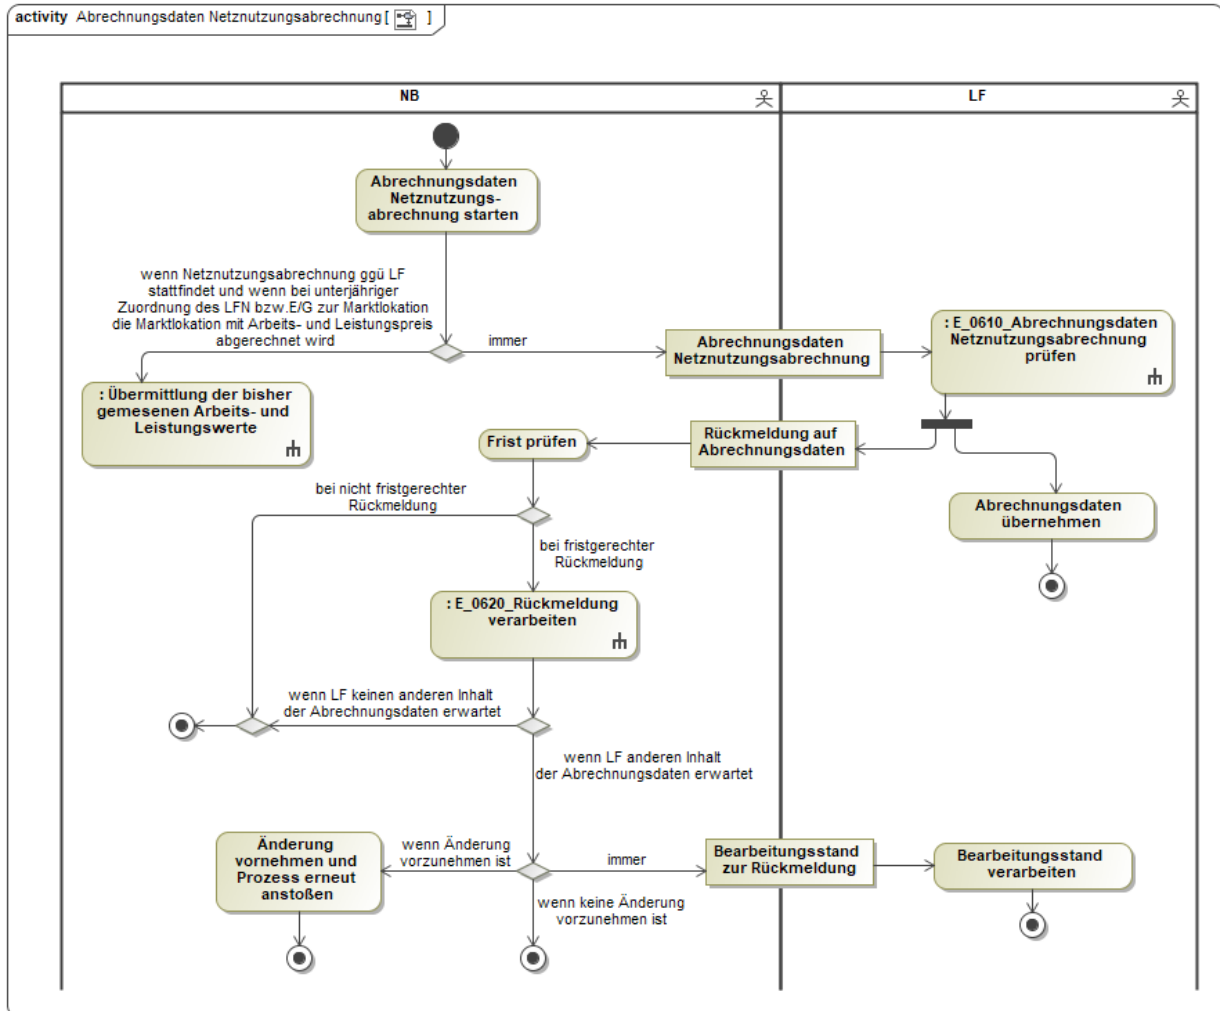 activity Abrechnungsdaten Netznutzungsabrechnung [ ]
NB
LF
Abrechnungsdaten
Netznutzungs-
abrechnung starten
wenn Netznutzungsabrechnung ggü LF
stattfindet und wenn bei unterjähriger
Zuordnung des LFN bzw.E/G zur Marktlokation
die Marktlokation mit Arbeits- und Leistungspreis
abgerechnet wird
immer
Abrechnungsdaten
Netznutzungsabrechnung
: E_0610_Abrechnungsdaten
Netznutzungsabrechnung
prüfen
: Übermittlung der bisher
gemesenen Arbeits- und
Leistungswerte
Frist prüfen
Rückmeldung auf
Abrechnungsdaten
bei nicht fristgerechter
Rückmeldung
Abrechnungsdaten
übernehmen
bei fristgerechter
Rückmeldung
: E_0620_Rückmeldung
verarbeiten
wenn LF keinen anderen Inhalt
der Abrechnungsdaten erwartet
wenn LF anderen Inhalt
der Abrechnungsdaten erwartet
Änderung
vornehmen und
Prozess erneut
anstoßen
wenn Änderung
vorzunehmen ist
immer
Bearbeitungsstand
zur Rückmeldung
Bearbeitungsstand
verarbeiten
wenn keine Änderung
vorzunehmen ist